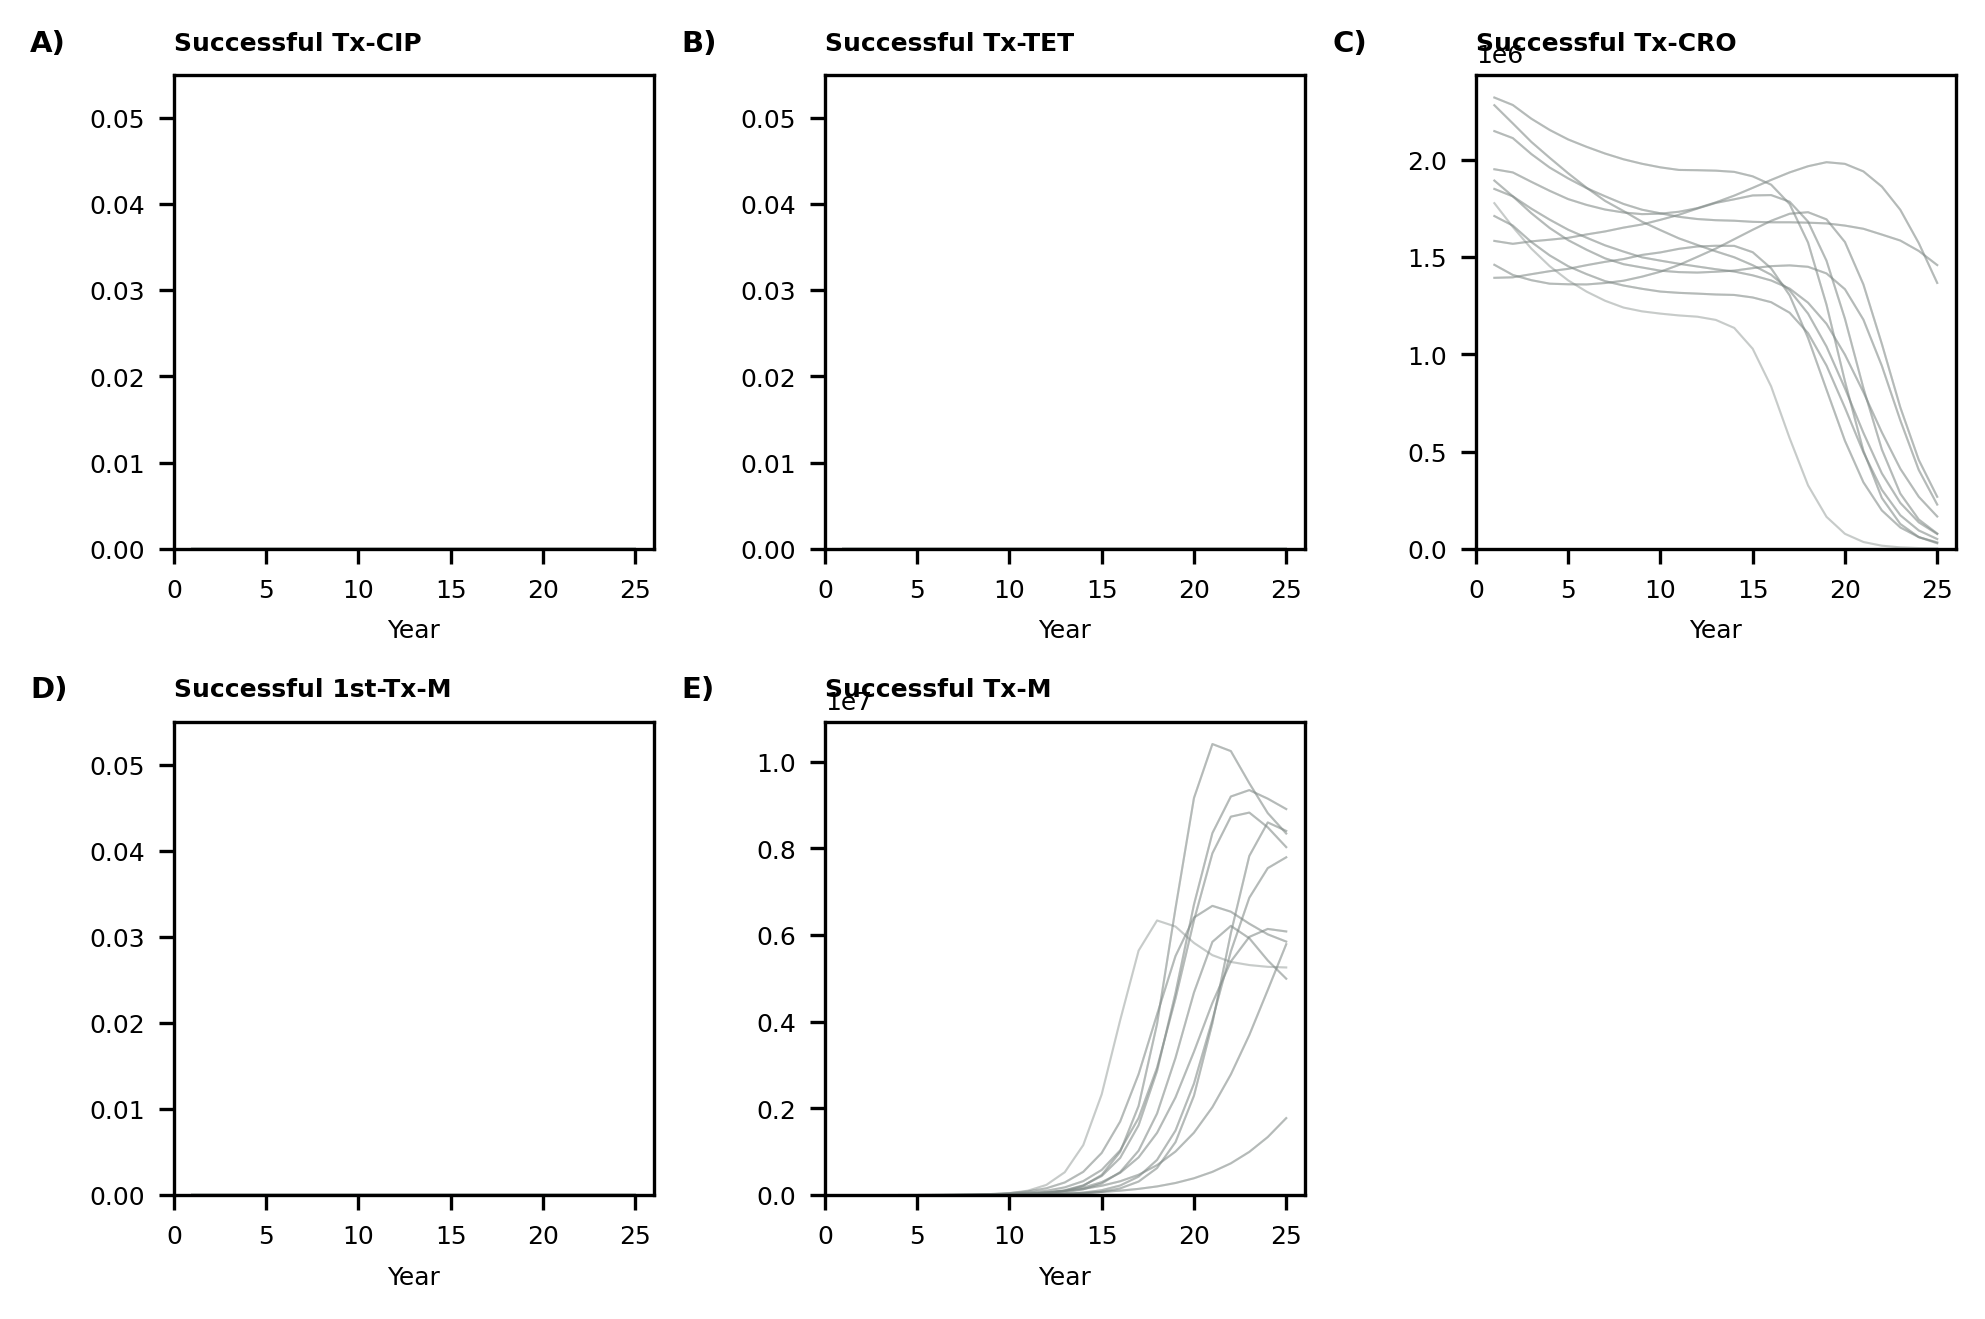 A) Successful Tx-CIP
0.05
0.04
0.03
0.02
0.01
0.00
0 5 10 15 20 25
Year
B) Successful Tx-TET
0.05
0.04
0.03
0.02
0.01
0.00
0 5 10 15 20 25
Year
C) Successful Tx-CRO
1e6
2.0
1.5
1.0
0.5
0.0
0 5 10 15 20 25
Year
D) Successful 1st-Tx-M
0.05
0.04
0.03
0.02
0.01
0.00
0 5 10 15 20 25
Year
E) Successful Tx-M
1e7
1.0
0.8
0.6
0.4
0.2
0.0
0 5 10 15 20 25
Year